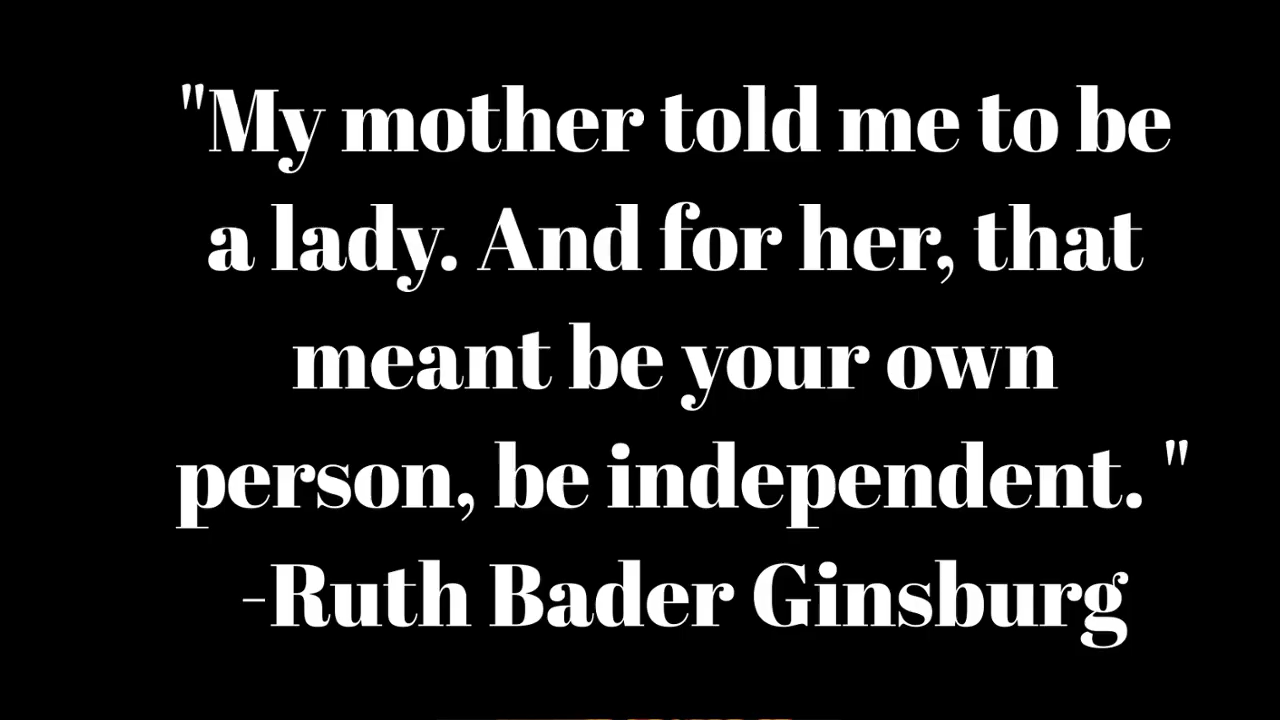 "My mother told me to be
a lady. And for her, that
meant be your own
person, be independent. "
-Ruth Bader Ginsburg